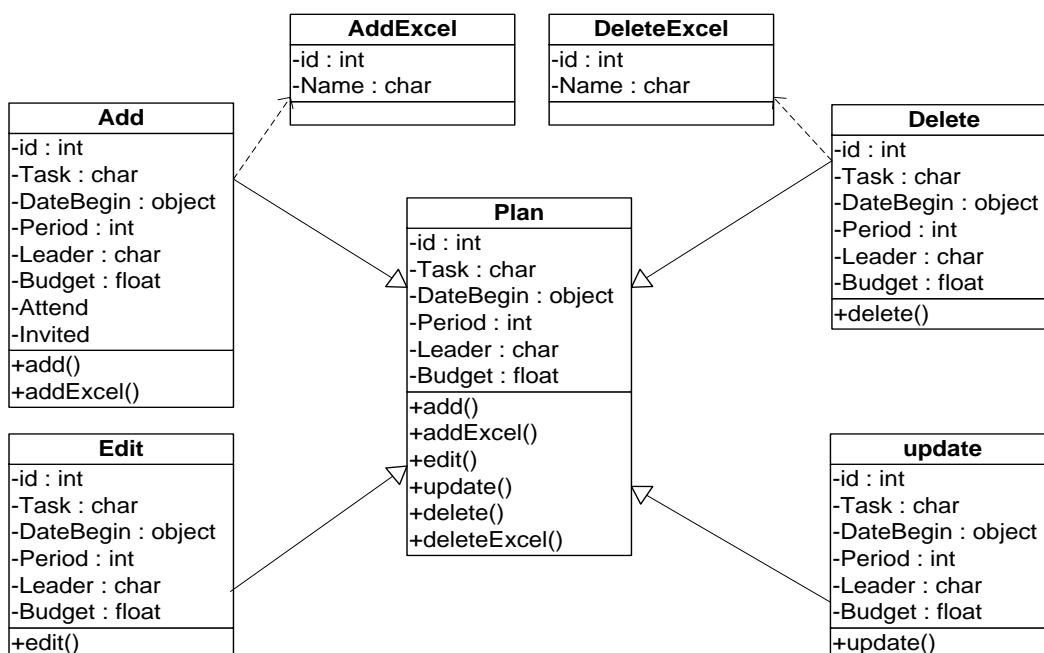 AddExcel
-id : int
-Name : char
DeleteExcel
-id : int
-Name : char
Add
-id : int
-Task : char
-DateBegin : object
-Period : int
-Leader : char
-Budget : float
-Attend
-Invited
+add()
+addExcel()
Plan
-id : int
-Task : char
-DateBegin : object
-Period : int
-Leader : char
-Budget : float
+add()
+addExcel()
+edit()
+update()
+delete()
+deleteExcel()
Delete
-id : int
-Task : char
-DateBegin : object
-Period : int
-Leader : char
-Budget : float
+delete()
Edit
-id : int
-Task : char
-DateBegin : object
-Period : int
-Leader : char
-Budget : float
+edit()
update
-id : int
-Task : char
-DateBegin : object
-Period : int
-Leader : char
-Budget : float
+update()